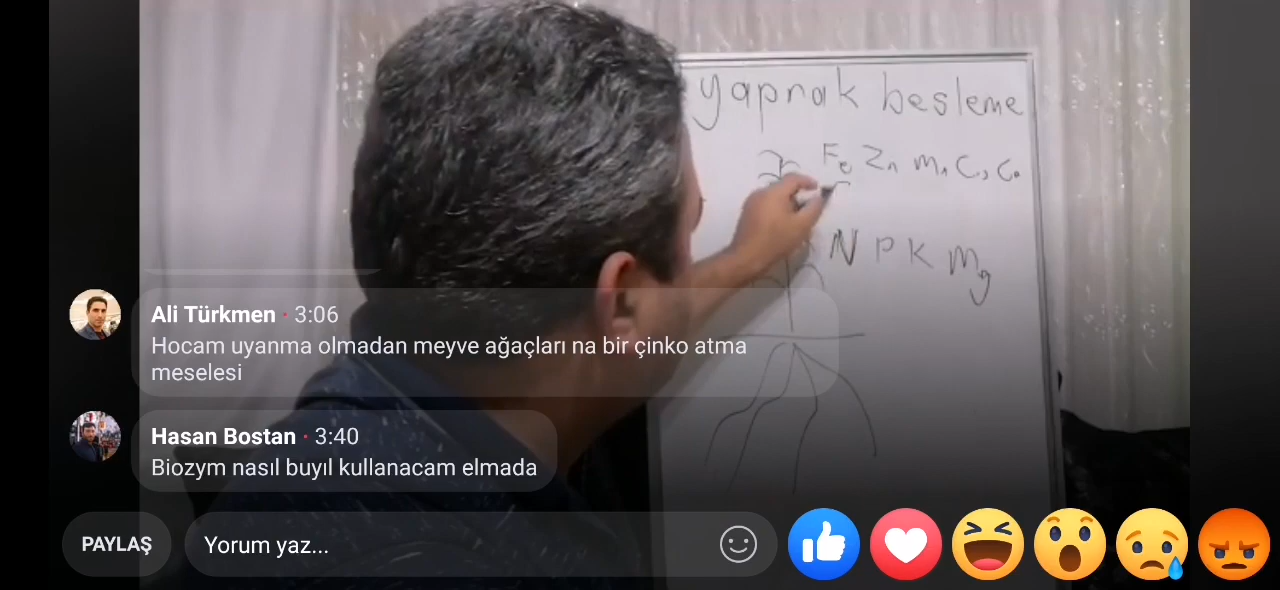 yaprak besleme
Fe Zn Mn Cu Co
N P K Mg
Ali Türkmen · 3:06
Hocam uyanma olmadan meyve ağaçları na bir çinko atma
meselesi
Hasan Bostan · 3:40
Biozym nasıl buyıl kullanacam elmada
PAYLAŞ
Yorum yaz...